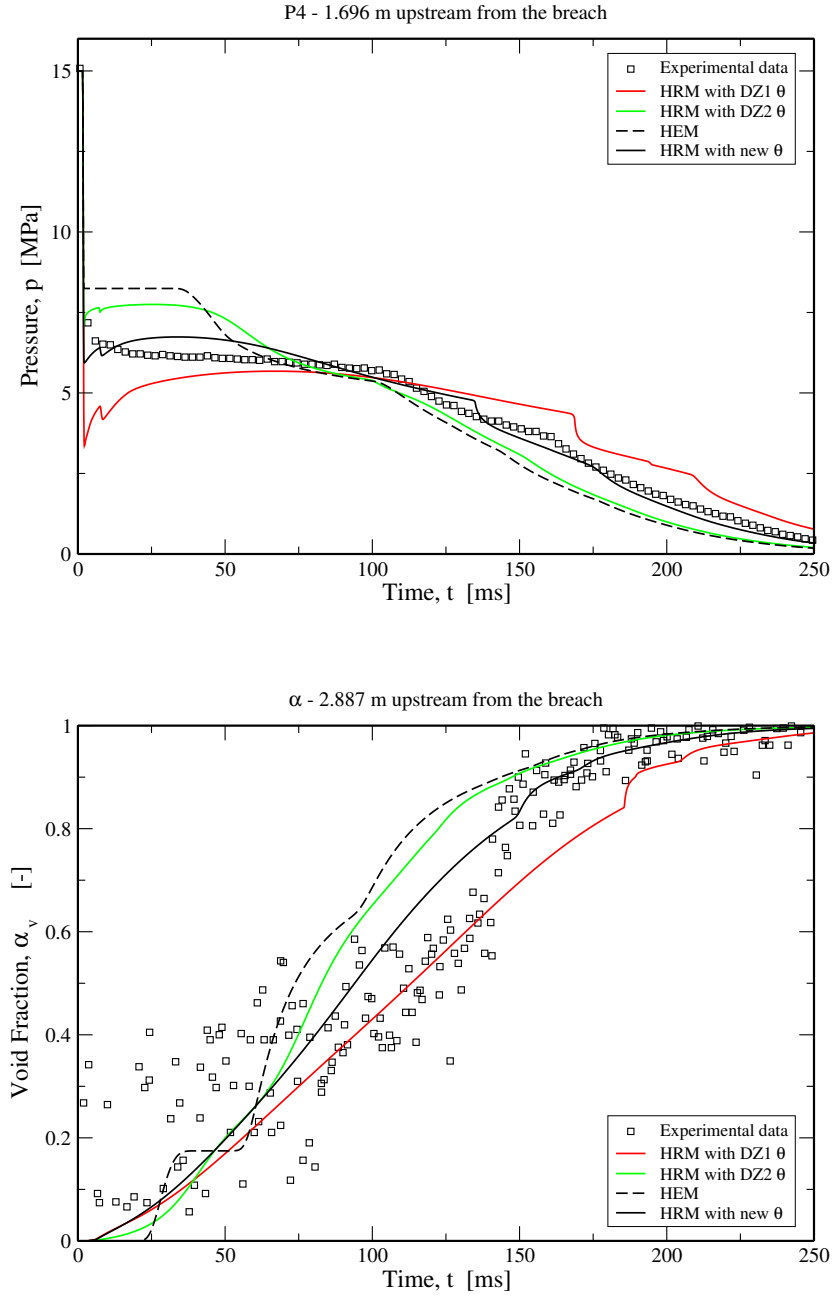 P4 - 1.696 m upstream from the breach
Experimental data
HRM with DZ1 θ
HRM with DZ2 θ
HEM
HRM with new θ
15
10
5
0
Pressure, p [MPa]
0 50 100 150 200 250
Time, t [ms]
α - 2.887 m upstream from the breach
1
0.8
0.6
0.4
0.2
0
Void Fraction, α_v [-]
Experimental data
HRM with DZ1 θ
HRM with DZ2 θ
HEM
HRM with new θ
0 50 100 150 200 250
Time, t [ms]